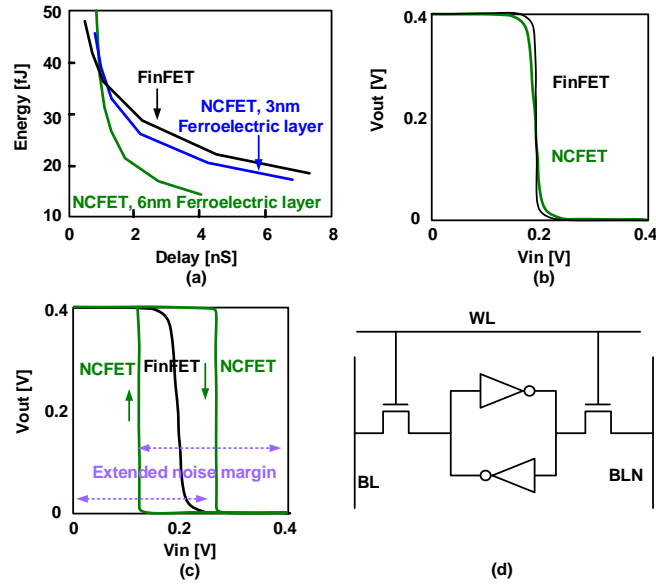 50
40
30
20
10
Energy [fJ]
FinFET
NCFET, 3nm
Ferroelectric layer
NCFET, 6nm Ferroelectric layer
0
2
4
6
8
Delay [nS]
(a)
0.4
0.2
0
Vout [V]
FinFET
NCFET
0
0.2
0.4
Vin [V]
(b)
0.4
0.2
0
Vout [V]
NCFET
FinFET
NCFET
Extended noise margin
0
0.2
0.4
Vin [V]
(c)
WL
BL
BLN
(d)